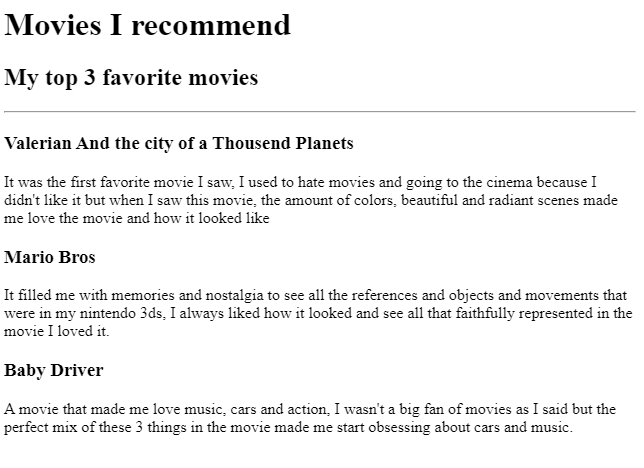 Movies I recommend
My top 3 favorite movies
Valerian And the city of a Thousend Planets
It was the first favorite movie I saw, I used to hate movies and going to the cinema because I
didn't like it but when I saw this movie, the amount of colors, beautiful and radiant scenes made
me love the movie and how it looked like
Mario Bros
It filled me with memories and nostalgia to see all the references and objects and movements that
were in my nintendo 3ds, I always liked how it looked and see all that faithfully represented in the
movie I loved it.
Baby Driver
A movie that made me love music, cars and action, I wasn't a big fan of movies as I said but the
perfect mix of these 3 things in the movie made me start obsessing about cars and music.